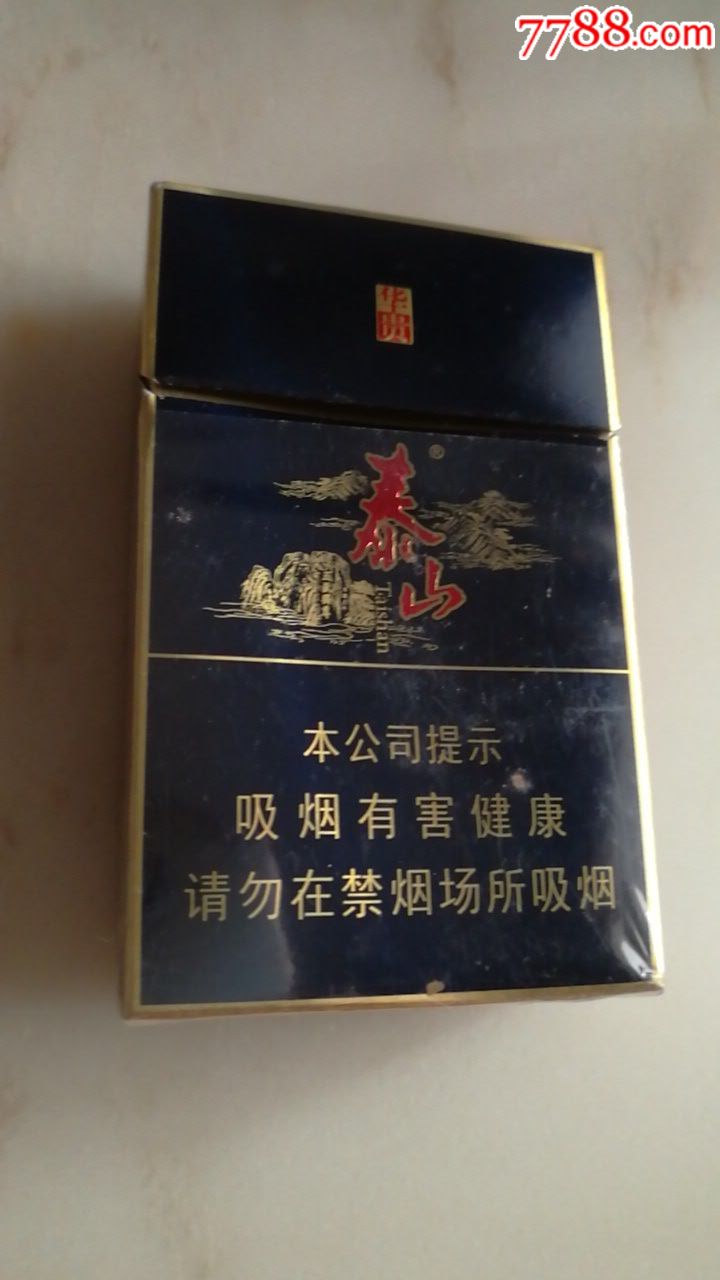 7788.com
华贵
®
泰山
Taishan
本公司提示
吸烟有害健康
请勿在禁烟场所吸烟